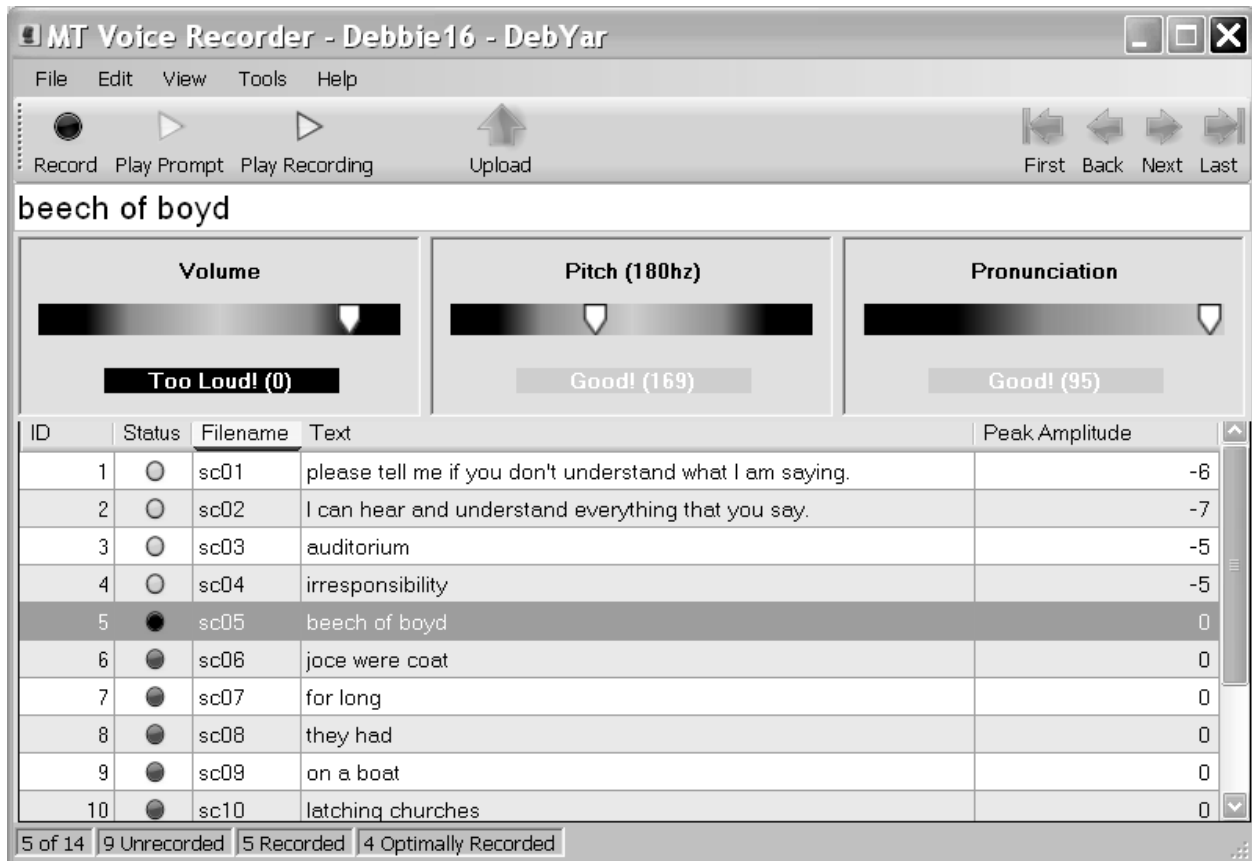 MT Voice Recorder - Debbie16 - DebYar
File Edit View Tools Help
Record Play Prompt Play Recording Upload First Back Next Last
beech of boyd
Volume Pitch (180hz) Pronunciation
Too Loud! (0) Good! (169) Good! (95)
ID Status Filename Text Peak Amplitude
1 sc01 please tell me if you don't understand what I am saying. -6
2 sc02 I can hear and understand everything that you say. -7
3 sc03 auditorium -5
4 sc04 irresponsibility -5
5 sc05 beech of boyd 0
6 sc06 joce were coat 0
7 sc07 for long 0
8 sc08 they had 0
9 sc09 on a boat 0
10 sc10 latching churches 0
5 of 14 9 Unrecorded 5 Recorded 4 Optimally Recorded